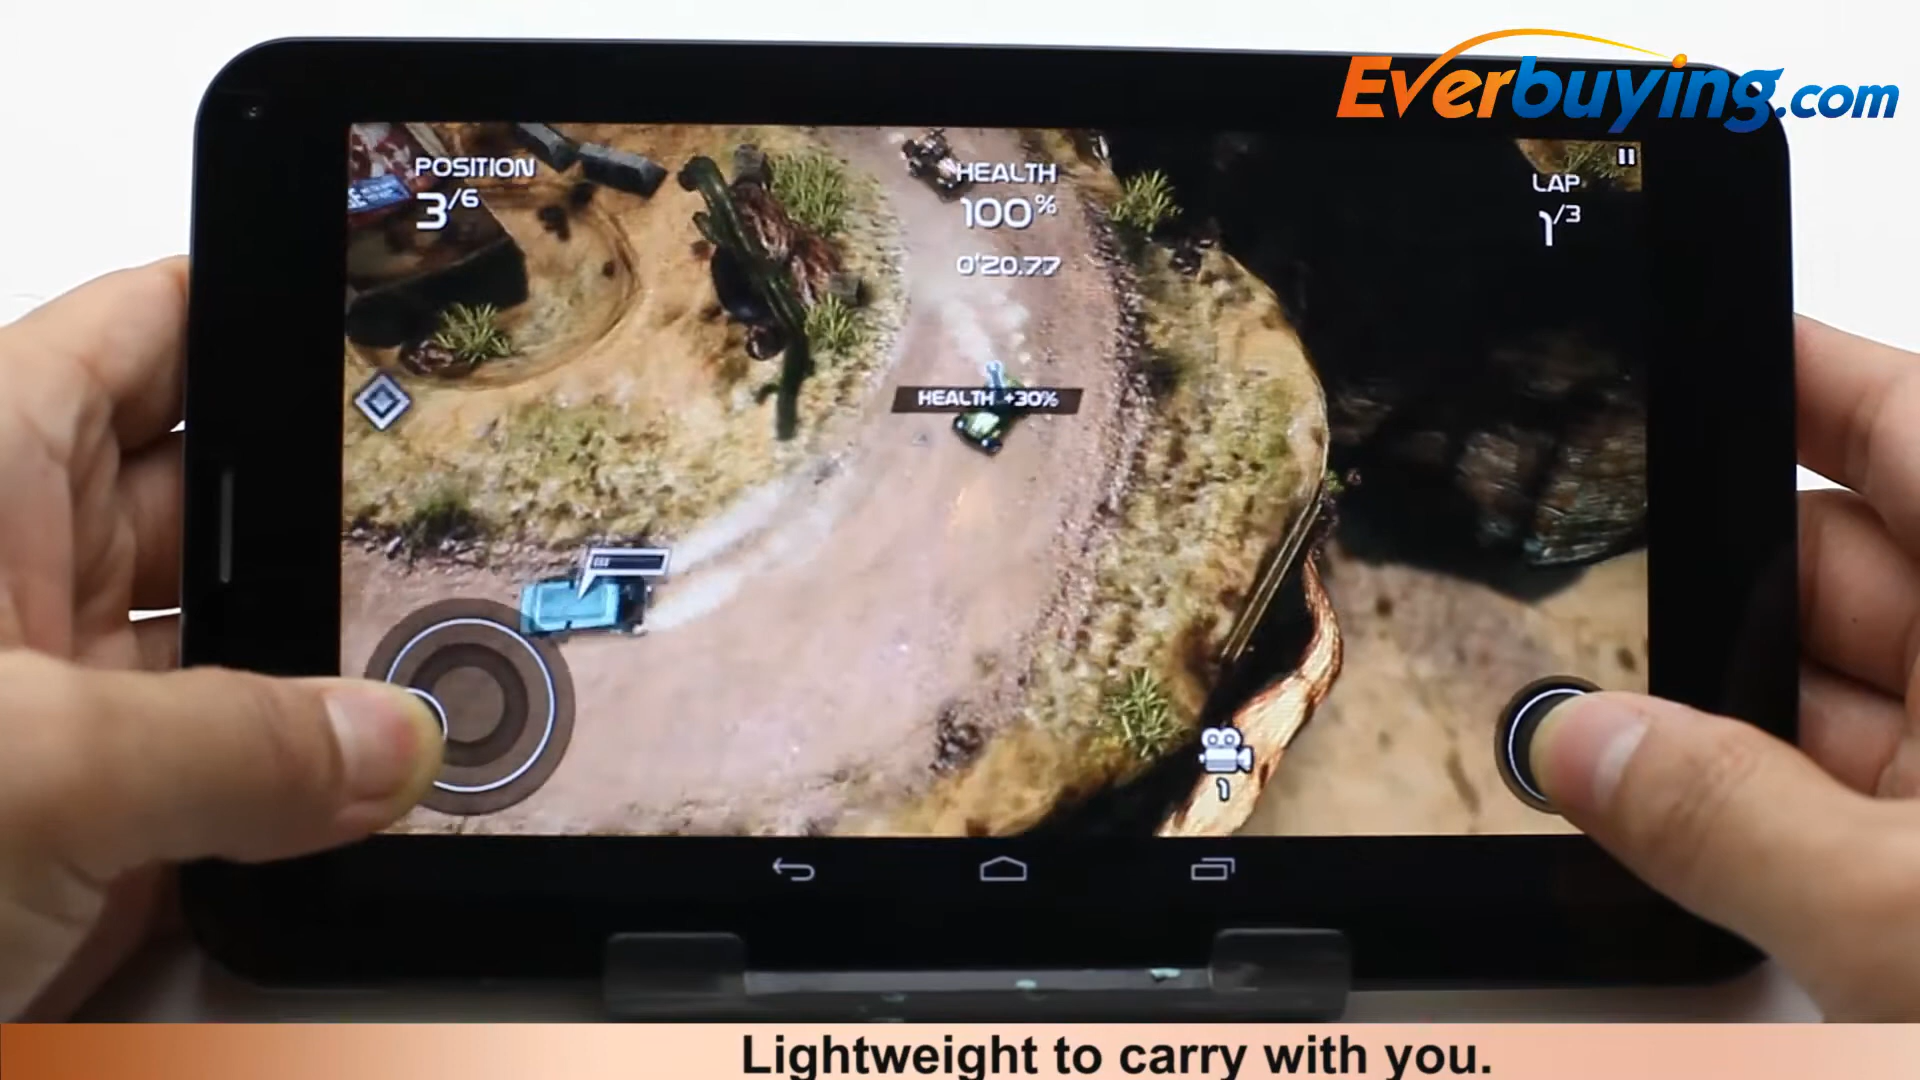 Everbuying.com
POSITION
3/6
HEALTH
100%
0'20.77
LAP
1/3
HEALTH +30%
1
Lightweight to carry with you.